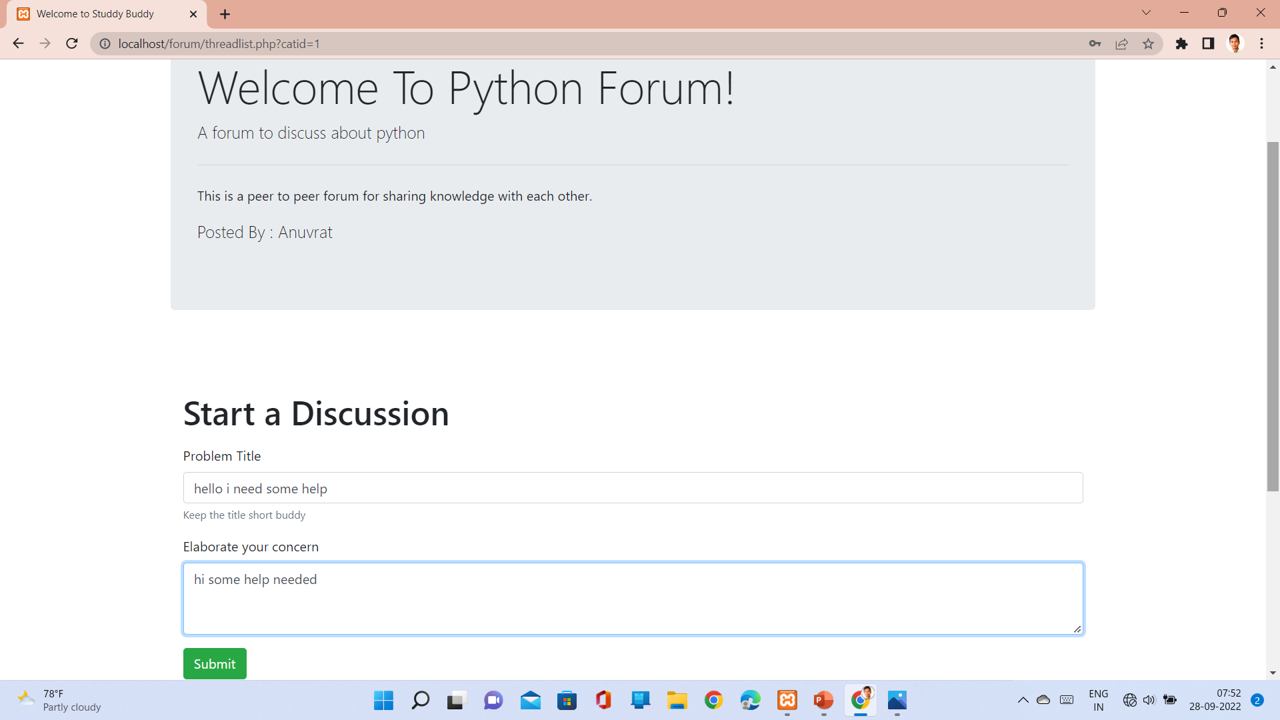 Welcome to Studdy Buddy
localhost/forum/threadlist.php?catid=1
Welcome To Python Forum!
A forum to discuss about python
This is a peer to peer forum for sharing knowledge with each other.
Posted By : Anuvrat
Start a Discussion
Problem Title
hello i need some help
Keep the title short buddy
Elaborate your concern
hi some help needed
Submit
78°F
Partly cloudy
ENG
IN
07:52
28-09-2022
2